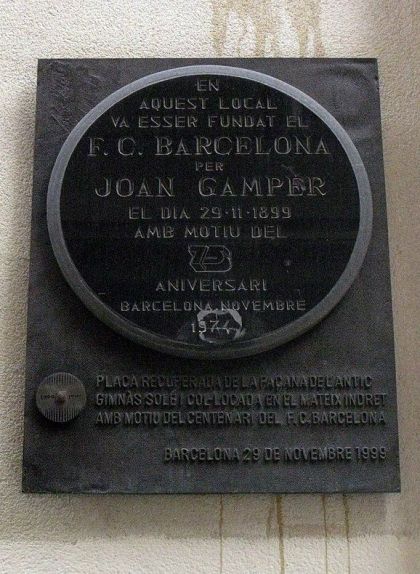 EN
AQUEST LOCAL
VA ESSER FUNDAT EL
F.C. BARCELONA
PER
JOAN GAMPER
EL DIA 29-11-1899
AMB MOTIU DEL
75
ANIVERSARI
BARCELONA, NOVEMBRE
1974
PLACA RECUPERADA DE LA FAÇANA DE L'ANTIC
GIMNÀS SOLÉ I COL·LOCADA EN EL MATEIX INDRET
AMB MOTIU DEL CENTENARI DEL F.C. BARCELONA
BARCELONA 29 DE NOVEMBRE 1999